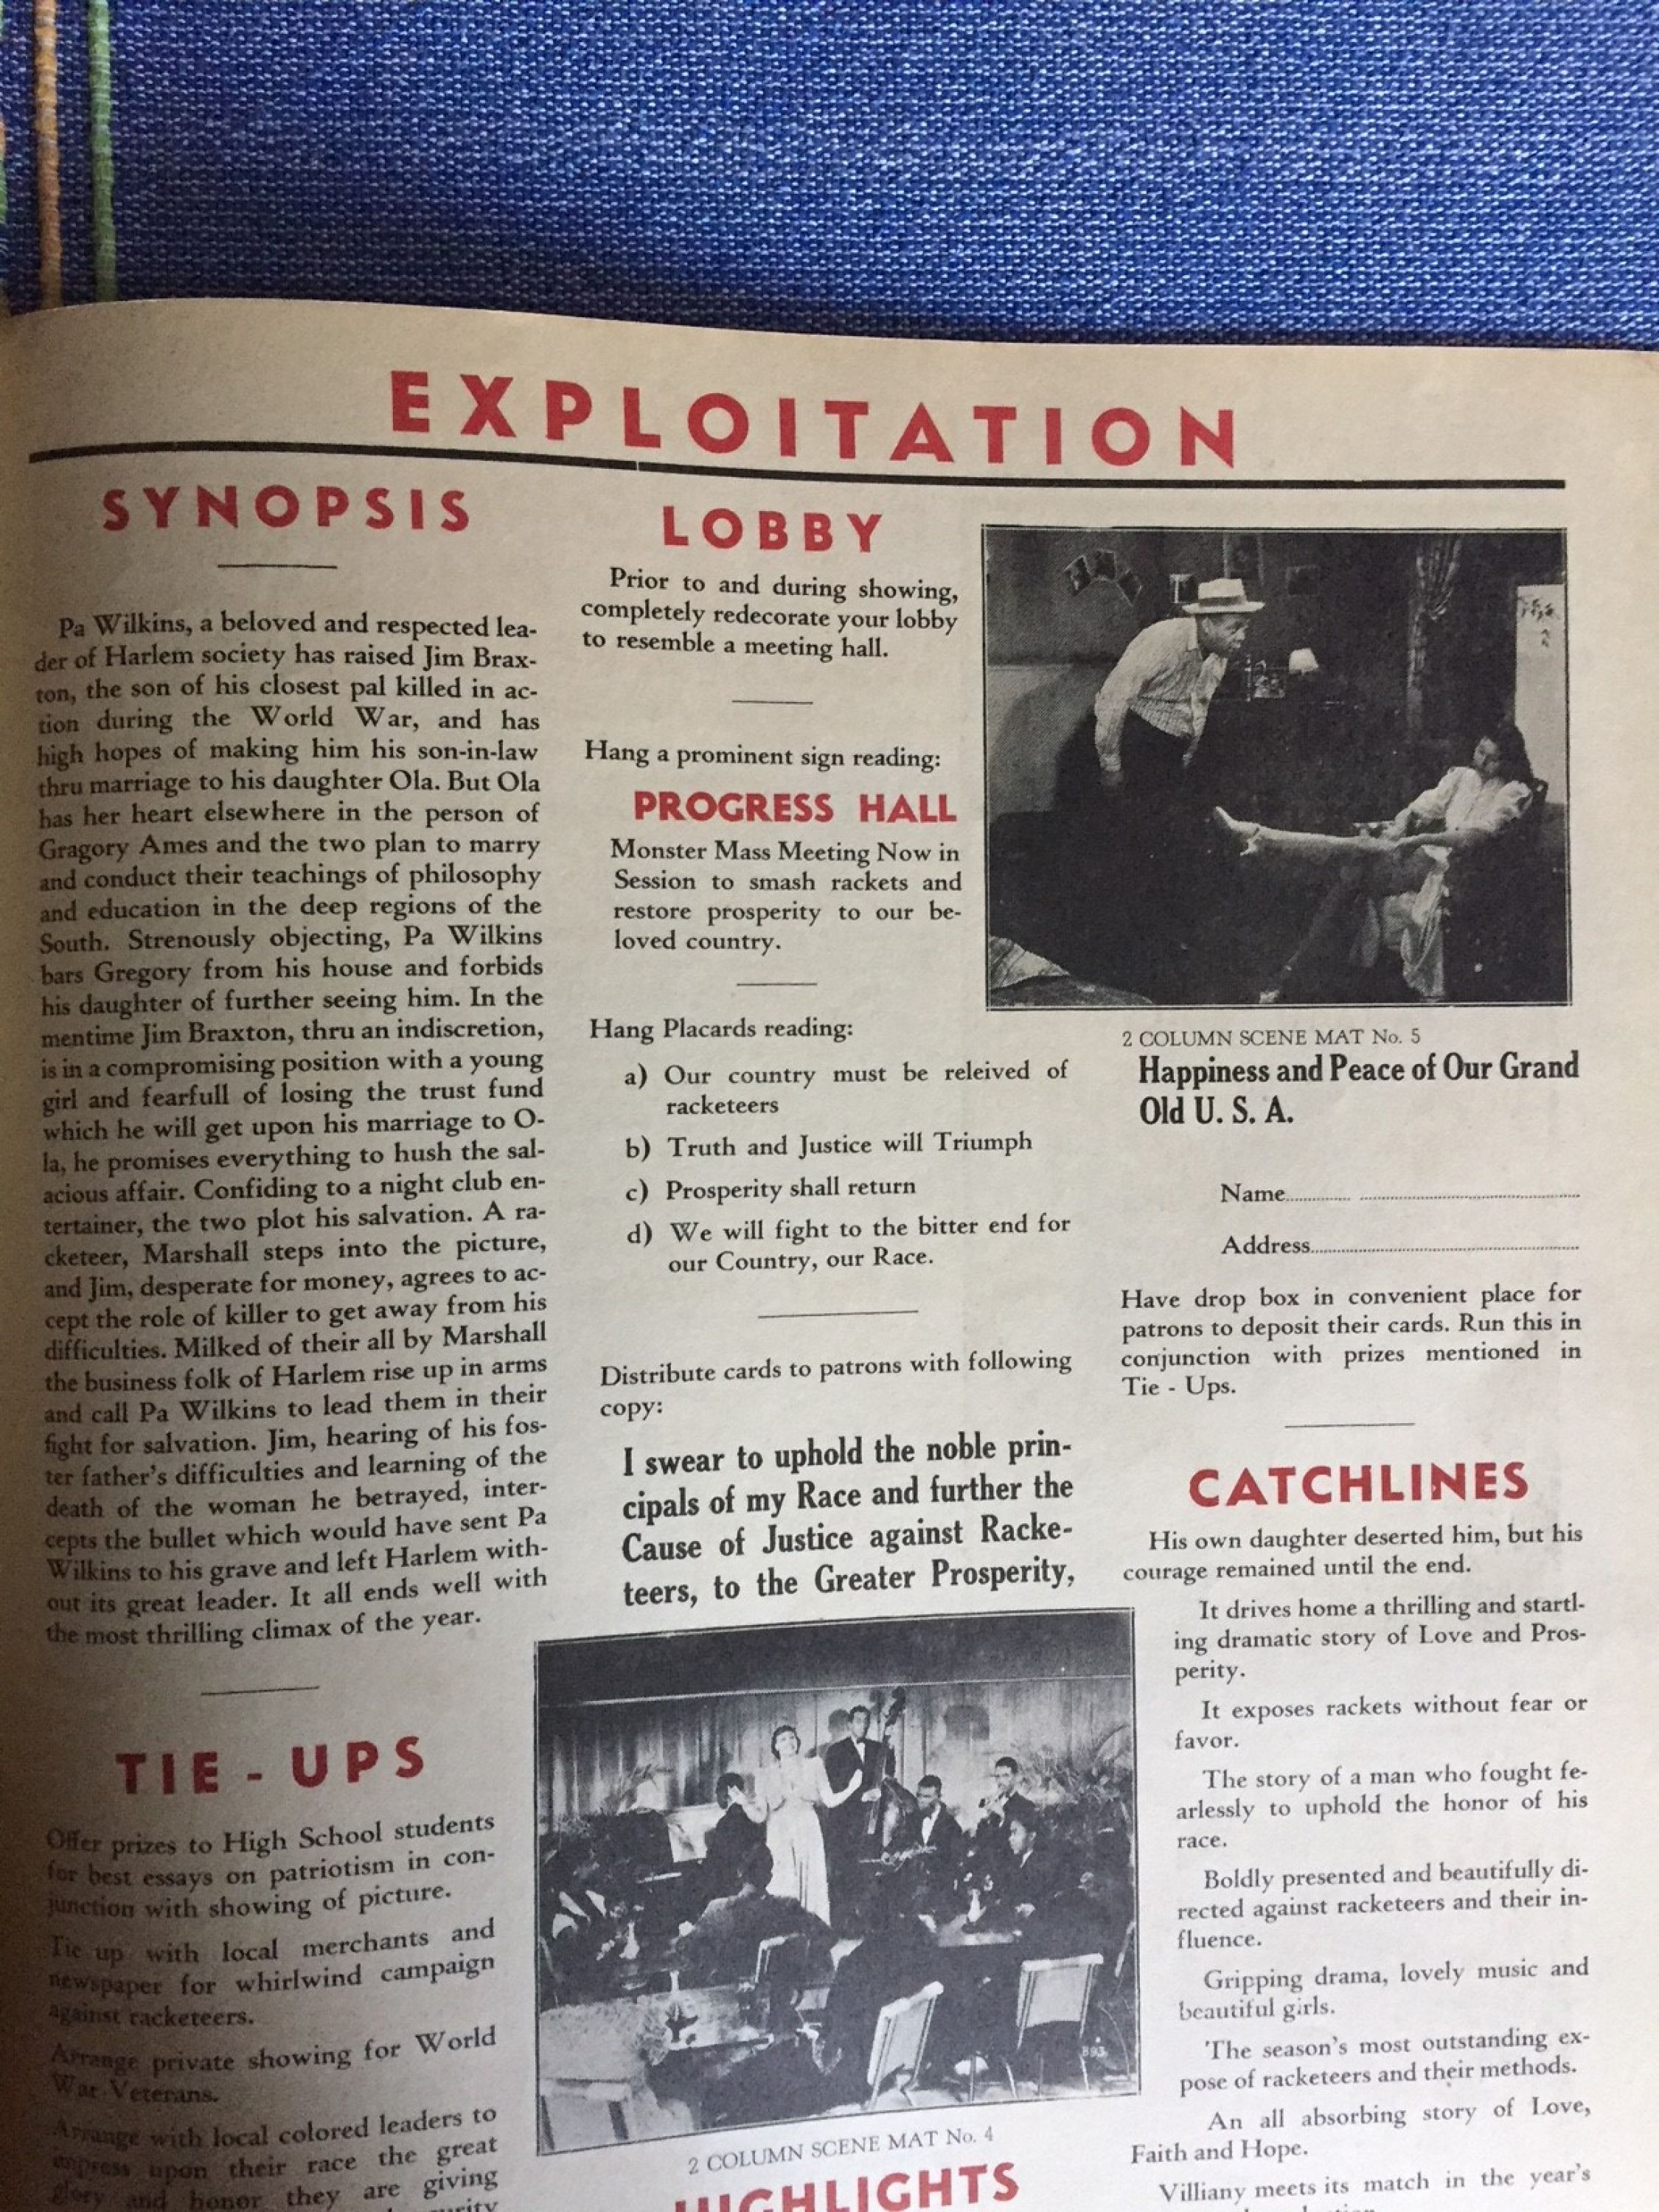 EXPLOITATION
SYNOPSIS
Pa Wilkins, a beloved and respected lea-
der of Harlem society has raised Jim Brax-
ton, the son of his closest pal killed in ac-
tion during the World War, and has
high hopes of making him his son-in-law
thru marriage to his daughter Ola. But Ola
has her heart elsewhere in the person of
Gragory Ames and the two plan to marry
and conduct their teachings of philosophy
and education in the deep regions of the
South. Strenously objecting, Pa Wilkins
bars Gregory from his house and forbids
his daughter of further seeing him. In the
mentime Jim Braxton, thru an indiscretion,
is in a compromising position with a young
girl and fearfull of losing the trust fund
which he will get upon his marriage to O-
la, he promises everything to hush the sal-
acious affair. Confiding to a night club en-
tertainer, the two plot his salvation. A ra-
cketeer, Marshall steps into the picture,
and Jim, desperate for money, agrees to ac-
cept the role of killer to get away from his
difficulties. Milked of their all by Marshall
the business folk of Harlem rise up in arms
and call Pa Wilkins to lead them in their
fight for salvation. Jim, hearing of his fos-
ter father's difficulties and learning of the
death of the woman he betrayed, inter-
cepts the bullet which would have sent Pa
Wilkins to his grave and left Harlem with-
out its great leader. It all ends well with
the most thrilling climax of the year.
TIE-UPS
Offer prizes to High School students
for best essays on patriotism in con-
junction with showing of picture.
Tie up with local merchants and
newspaper for whirlwind campaign
against racketeers.
Arrange private showing for World
War Veterans.
Arrange with local colored leaders to
impress upon their race the great
glory and honor they are giving
LOBBY
Prior to and during showing,
completely redecorate your lobby
to resemble a meeting hall.
Hang a prominent sign reading:
PROGRESS HALL
Monster Mass Meeting Now in
Session to smash rackets and
restore prosperity to our be-
loved country.
Hang Placards reading:
a) Our country must be releived of
racketeers
b) Truth and Justice will Triumph
c) Prosperity shall return
d) We will fight to the bitter end for
our Country, our Race.
Distribute cards to patrons with following
copy:
I swear to uphold the noble prin-
cipals of my Race and further the
Cause of Justice against Racke-
teers, to the Greater Prosperity,
893
2 COLUMN SCENE MAT No. 4
HIGHLIGHTS
2 COLUMN SCENE MAT No. 5
Happiness and Peace of Our Grand
Old U. S. A.
Name
Address
Have drop box in convenient place for
patrons to deposit their cards. Run this in
conjunction with prizes mentioned in
Tie - Ups.
CATCHLINES
His own daughter deserted him, but his
courage remained until the end.
It drives home a thrilling and startl-
ing dramatic story of Love and Pros-
perity.
It exposes rackets without fear or
favor.
The story of a man who fought fe-
arlessly to uphold the honor of his
race.
Boldly presented and beautifully di-
rected against racketeers and their in-
fluence.
Gripping drama, lovely music and
beautiful girls.
The season's most outstanding ex-
pose of racketeers and their methods.
An all absorbing story of Love,
Faith and Hope.
Villiany meets its match in the year's